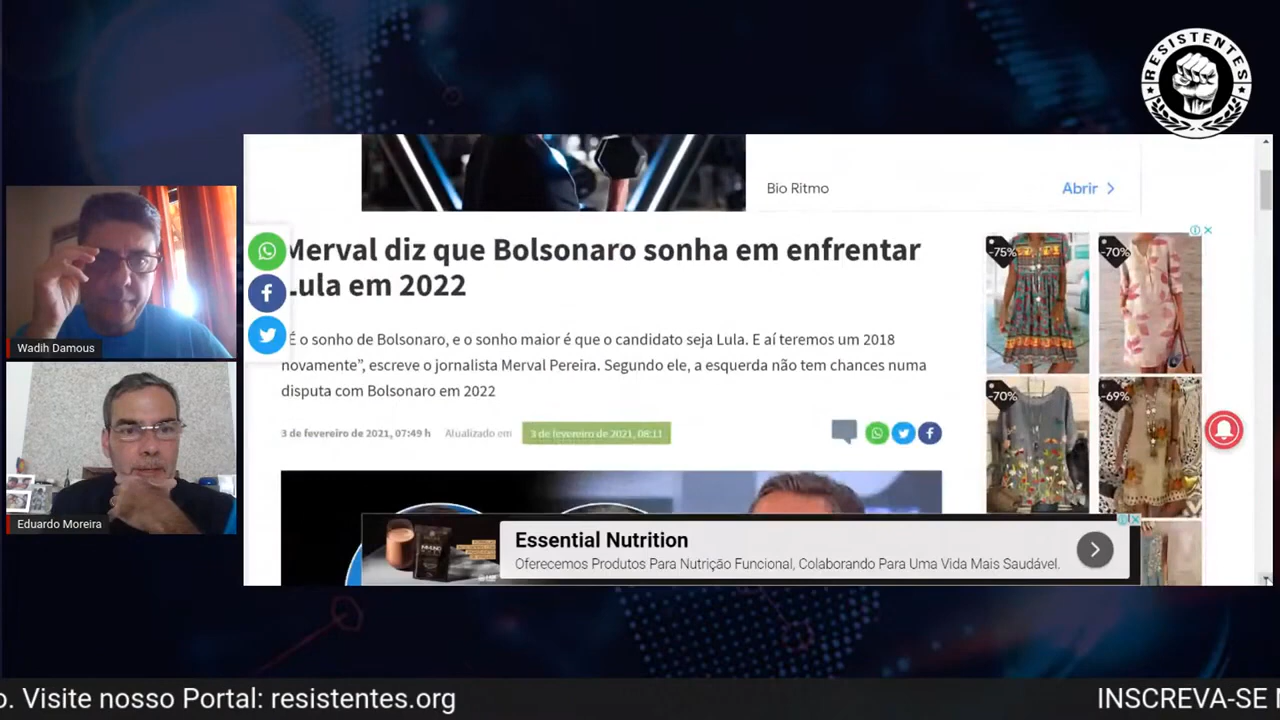 RESISTENTES
Bio Ritmo
Abrir
Merval diz que Bolsonaro sonha em enfrentar
Lula em 2022
É o sonho de Bolsonaro, e o sonho maior é que o candidato seja Lula. E aí teremos um 2018
novamente”, escreve o jornalista Merval Pereira. Segundo ele, a esquerda não tem chances numa
disputa com Bolsonaro em 2022
3 de fevereiro de 2021, 07:49 h Atualizado em 3 de fevereiro de 2021, 08:11
-75%
-70%
-70%
-69%
Wadih Damous
Eduardo Moreira
Essential Nutrition
Oferecemos Produtos Para Nutrição Funcional, Colaborando Para Uma Vida Mais Saudável.
o. Visite nosso Portal: resistentes.org
INSCREVA-SE